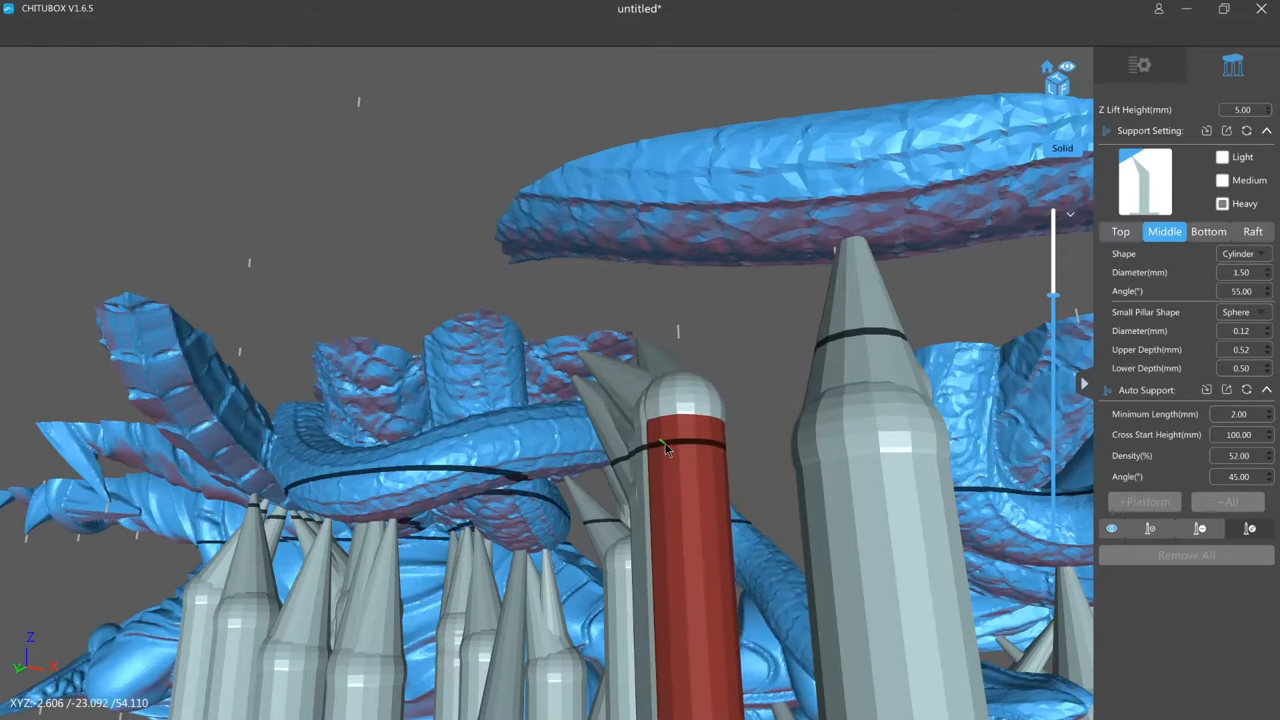 CHITUBOX V1.6.5
untitled*
Z Lift Height(mm) 5.00
Support Setting:
Light
Medium
Heavy
Top Middle Bottom Raft
Shape Cylinder
Diameter(mm) 1.50
Angle(°) 55.00
Small Pillar Shape Sphere
Diameter(mm) 0.12
Upper Depth(mm) 0.52
Lower Depth(mm) 0.50
Auto Support:
Minimum Length(mm) 2.00
Cross Start Height(mm) 100.00
Density(%) 52.00
Angle(°) 45.00
+Platform +All
Remove All
Solid
T
L F
Z
Y X
XYZ:-2.606 /-23.092 /54.110